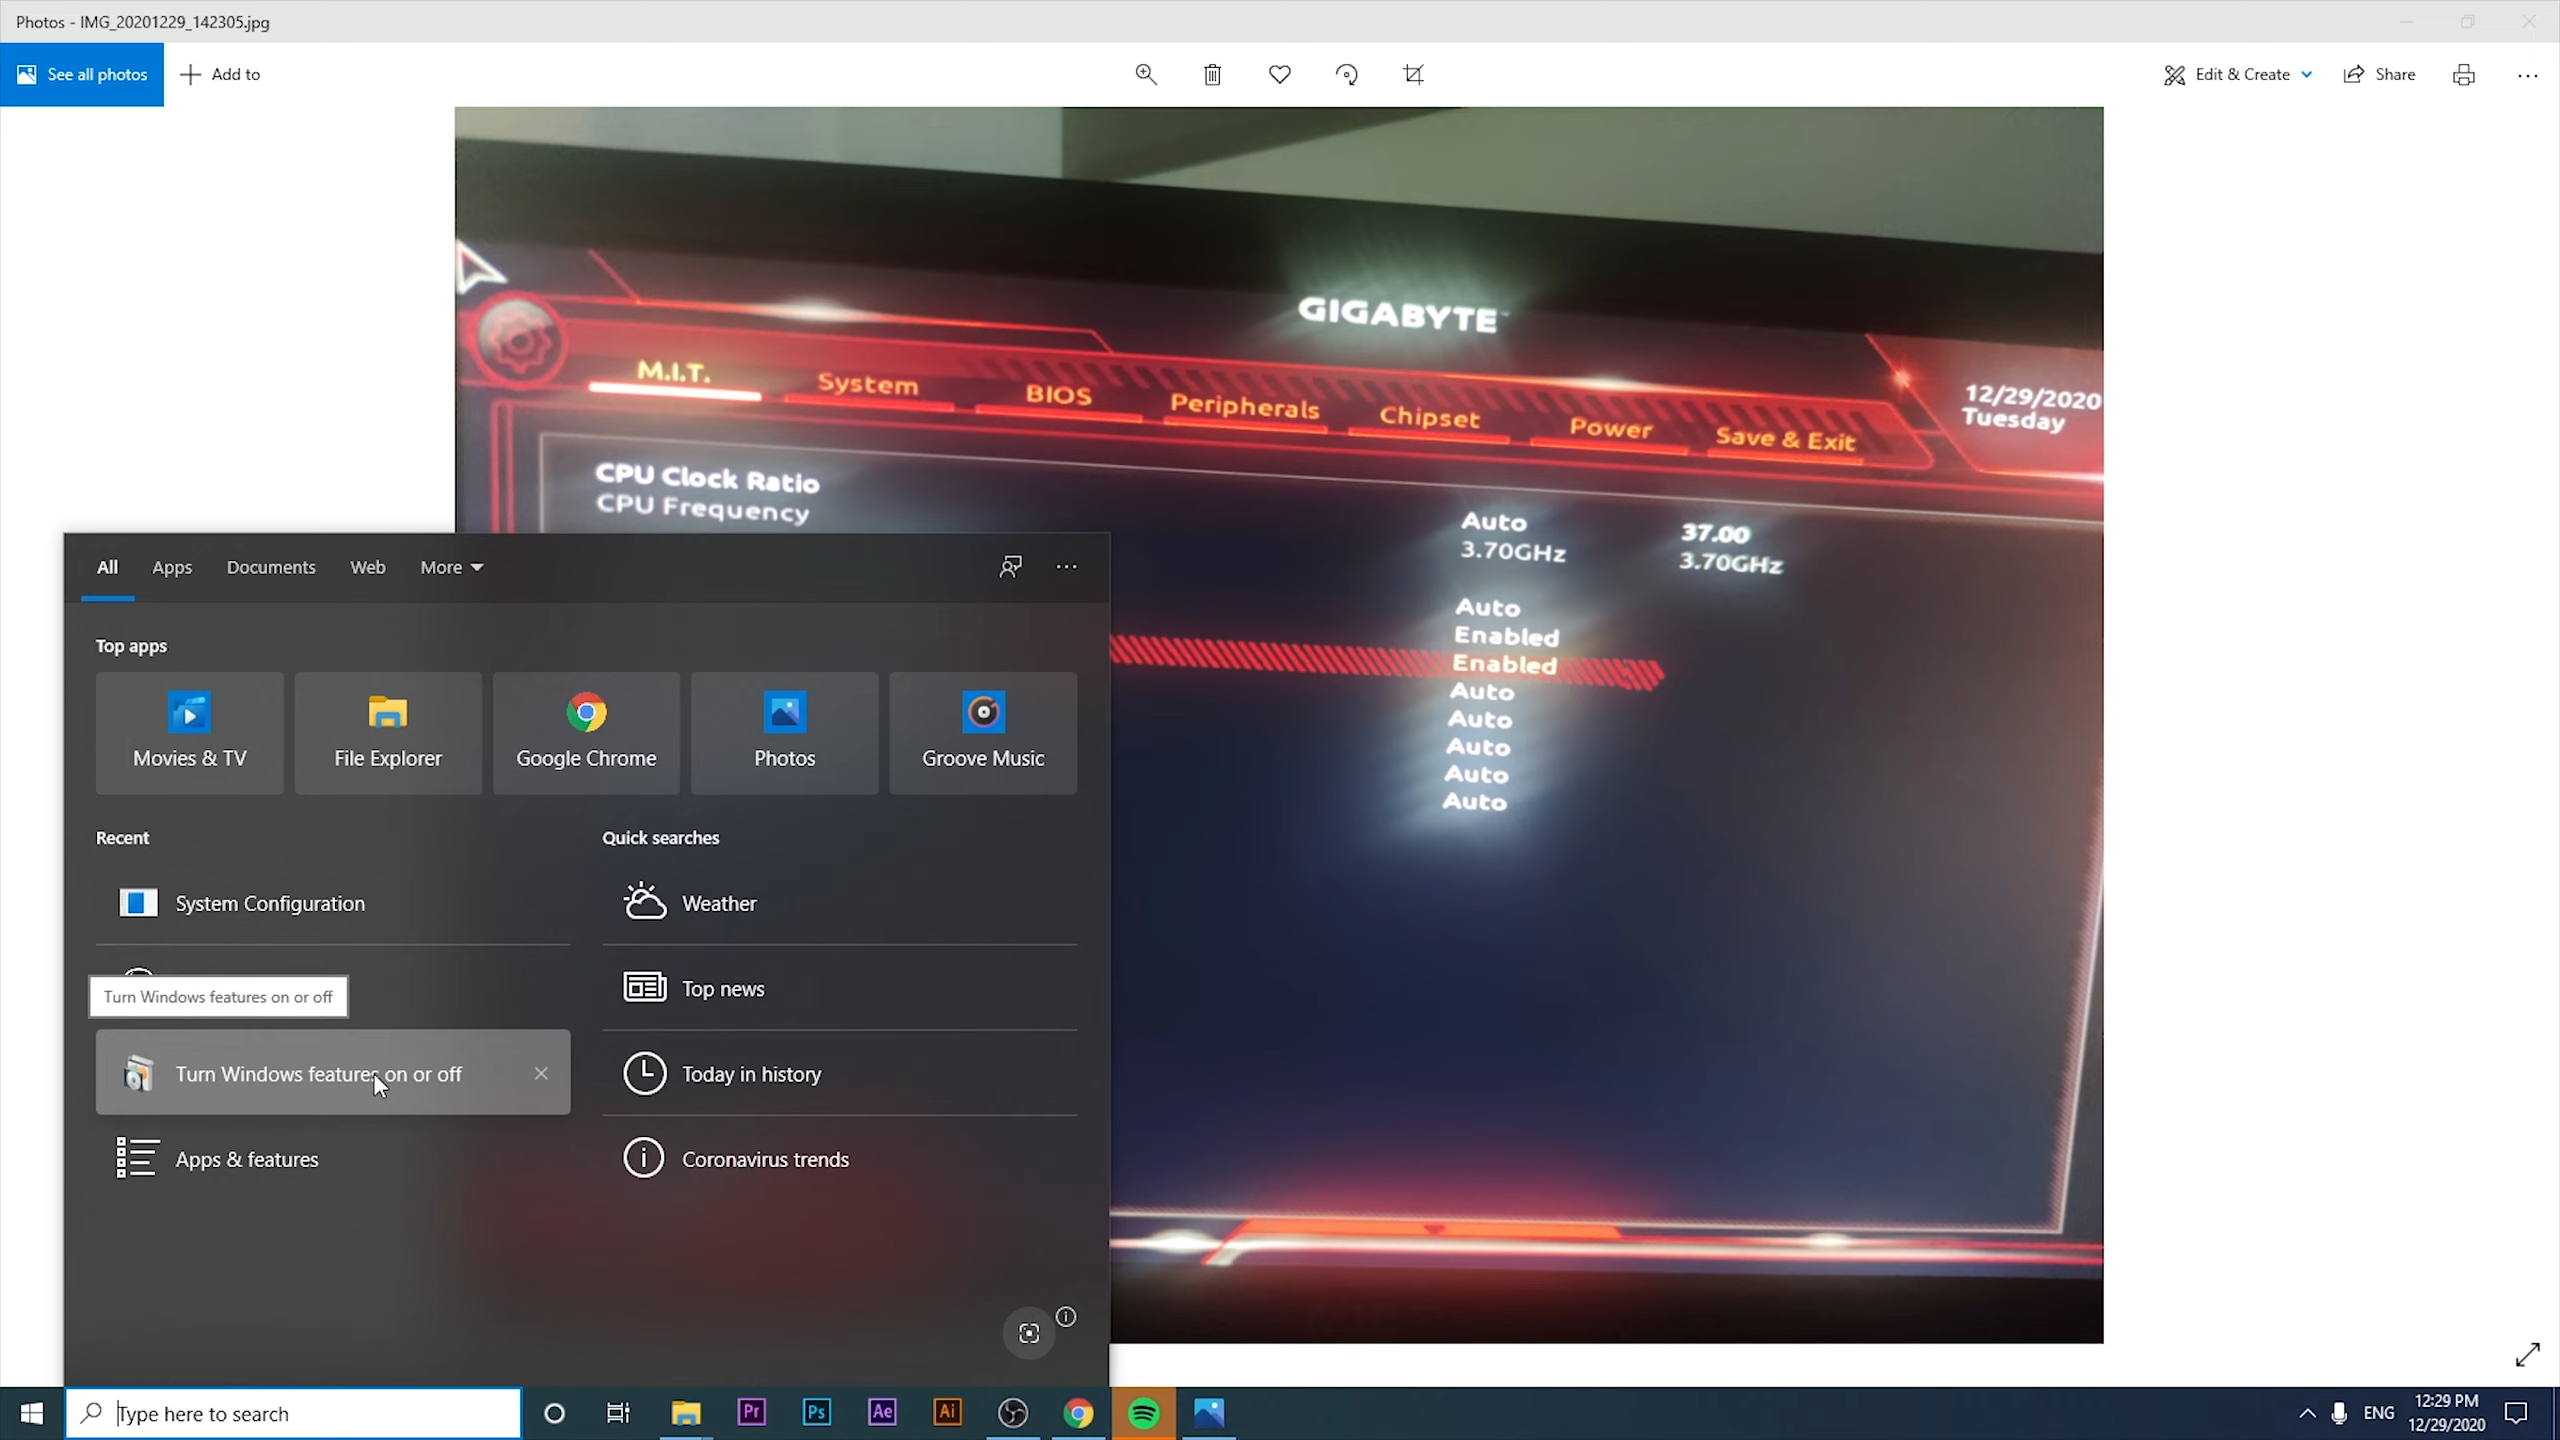 Photos - IMG_20201229_142305.jpg
See all photos
Add to
Edit & Create
Share
GIGABYTE
M.I.T.
System
BIOS
Peripherals
Chipset
Power
Save & Exit
12/29/2020
Tuesday
CPU Clock Ratio
Auto
37.00
CPU Frequency
3.70GHz
3.70GHz
Auto
Enabled
Enabled
Auto
Auto
Auto
Auto
Auto
All
Apps
Documents
Web
More
Top apps
Movies & TV
File Explorer
Google Chrome
Photos
Groove Music
Recent
Quick searches
System Configuration
Weather
Turn Windows features on or off
Top news
Turn Windows features on or off
Today in history
Apps & features
Coronavirus trends
Type here to search
Pr
Ps
Ae
Ai
ENG
12:29 PM
12/29/2020